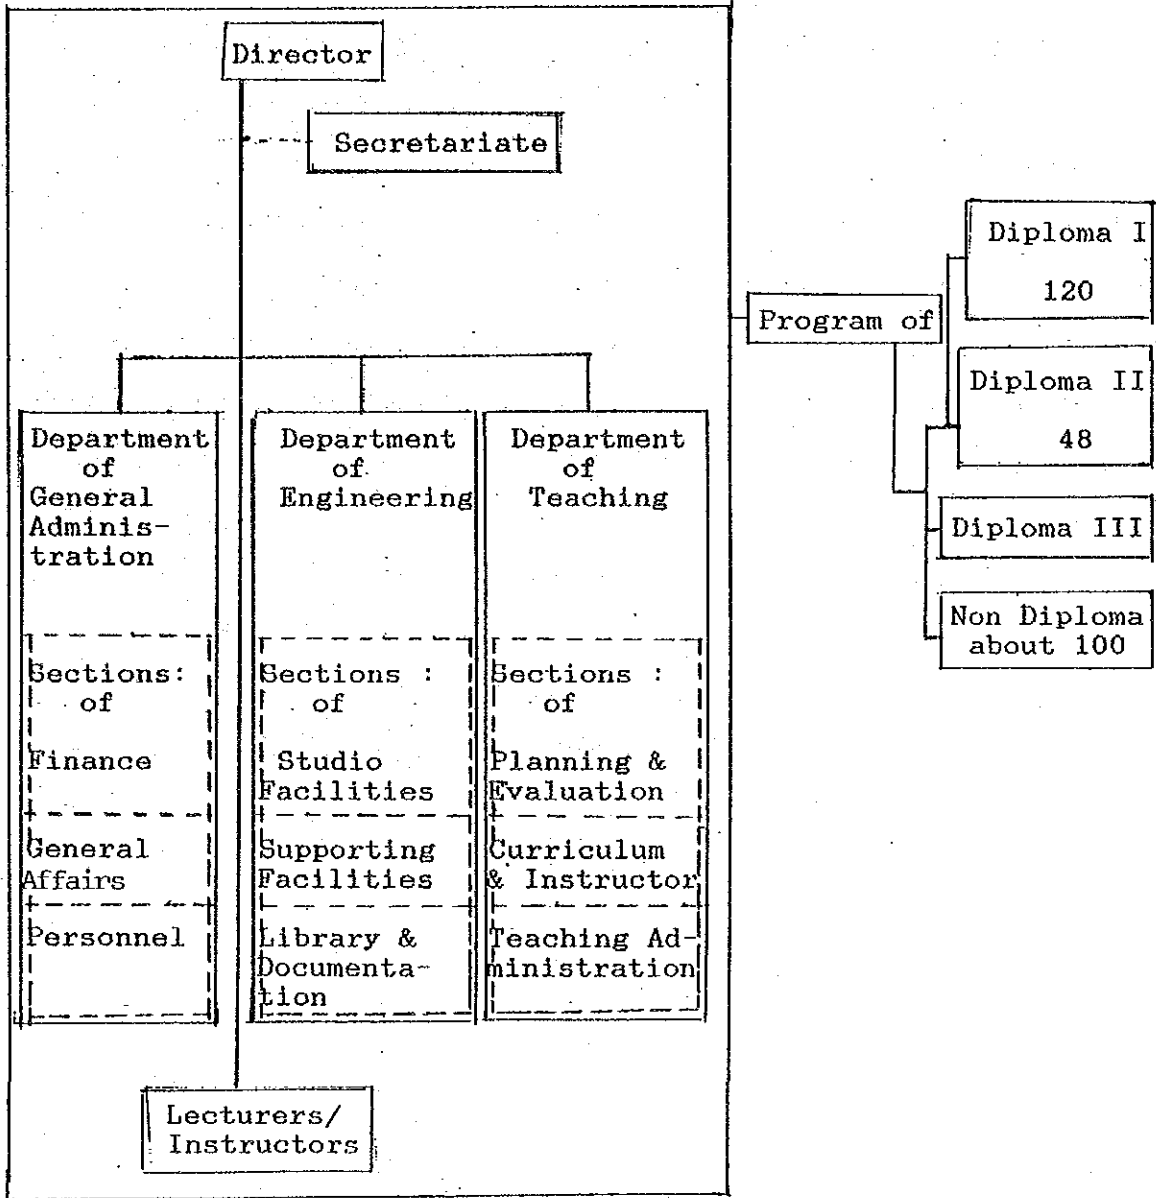 Director
Secretariate
Department
of
General
Adminis-
tration
Sections:
of
Finance
General
Affairs
Personnel
Department
of
Engineering
Sections :
of
Studio
Facilities
Supporting
Facilities
Library &
Documenta-
tion
Department
of
Teaching
Sections :
of
Planning &
Evaluation
Curriculum
& Instructor
Teaching Ad-
ministration
Lecturers/
Instructors
Program of
Diploma I
120
Diploma II
48
Diploma III
Non Diploma
about 100